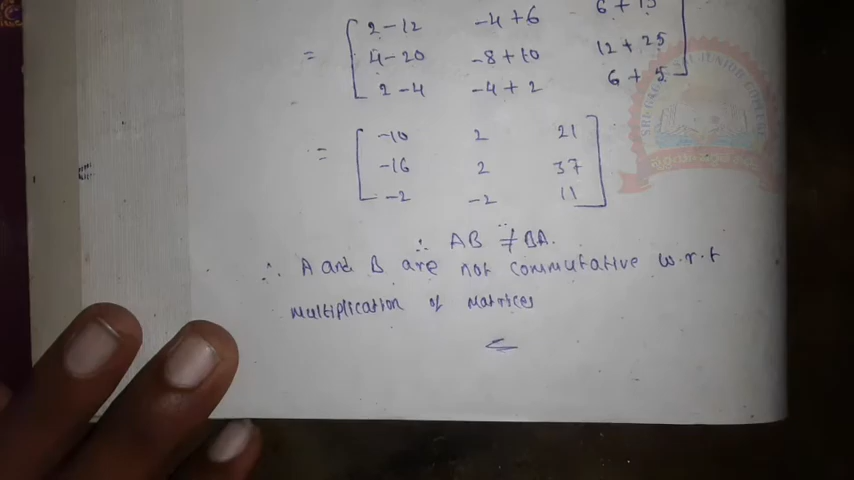 2-12 -4+6 6+15
= 4-20 -8+10 12+25
2-4 -4+2 6+5
= -10 2 21
-16 2 37
-2 -2 11
∴ AB ≠ BA.
∴ A and B are not commutative w.r.t
multiplication of matrices